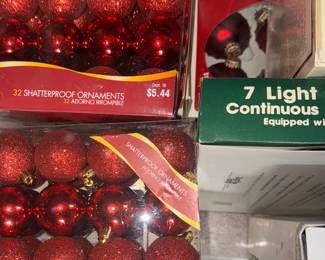 32 SHATTERPROOF ORNAMENTS
32 ADORNO IRROMPIBLE
$5.44
7 Light
Continuous
Equipped wi
SHATTERPROOF ORNAMENTS